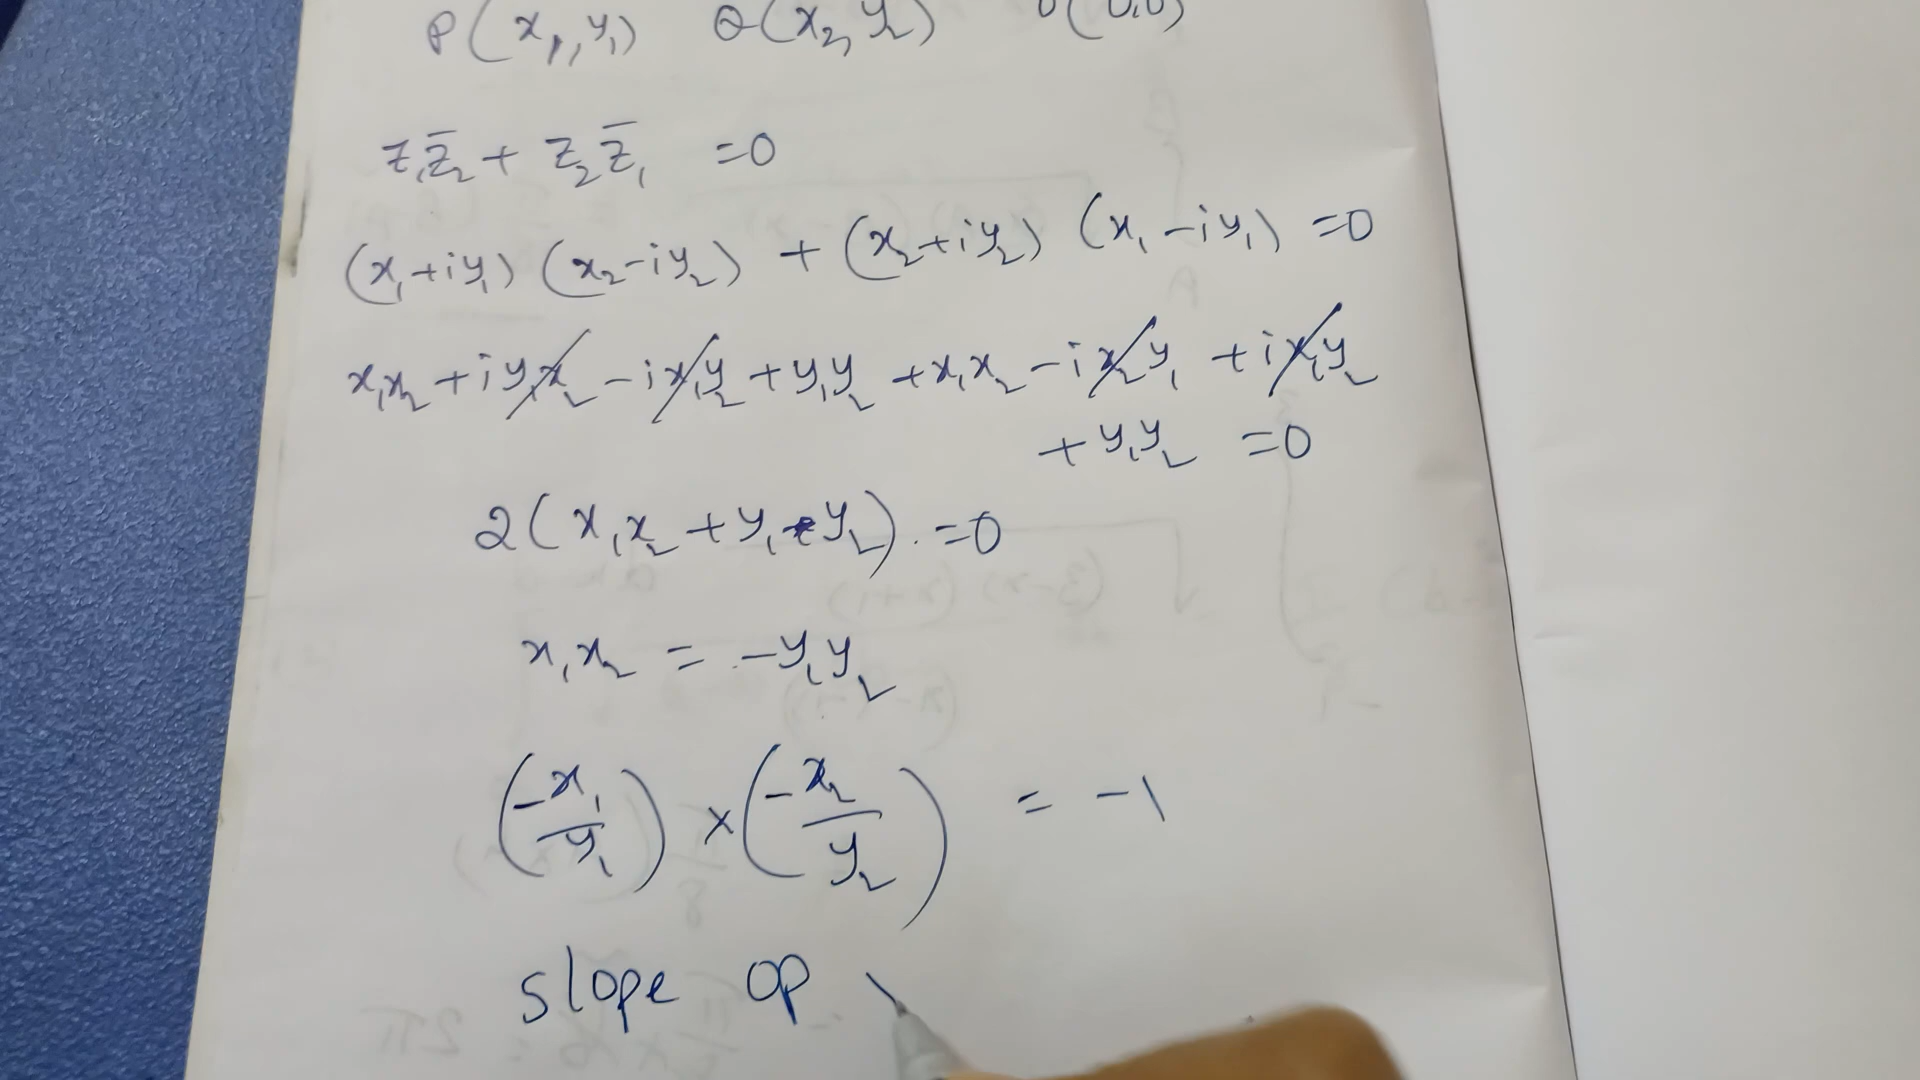 P(x₁,y₁) Q(x₂,y₂) O(0,0)
z₁z̅₂ + z₂z̅₁ =0
(x₁+iy₁) (x₂-iy₂) + (x₂+iy₂) (x₁-iy₁) =0
x₁x₂ +iy₁x₂ -ix₁y₂ +y₁y₂ +x₁x₂ -ix₂y₁ +ix₁y₂
+y₁y₂ =0
2(x₁x₂ +y₁y₂) =0
x₁x₂ = -y₁y₂
(-x₁/y₁) × (-x₂/y₂) = -1
slope OP